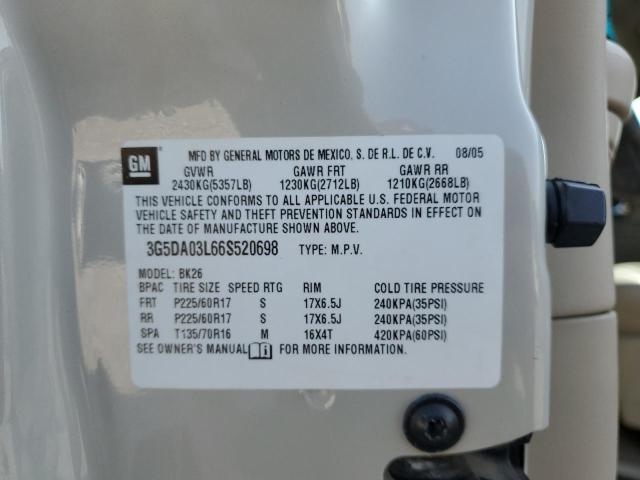 GM
MFD BY GENERAL MOTORS DE MEXICO, S. DE R.L. DE C.V. 08/05
GVWR GAWR FRT GAWR RR
2430KG(5357LB) 1230KG(2712LB) 1210KG(2668LB)
THIS VEHICLE CONFORMS TO ALL APPLICABLE U.S. FEDERAL MOTOR
VEHICLE SAFETY AND THEFT PREVENTION STANDARDS IN EFFECT ON
THE DATE OF MANUFACTURE SHOWN ABOVE.
3G5DA03L66S520698 TYPE: M.P.V.
MODEL: BK26
BPAC TIRE SIZE SPEED RTG RIM COLD TIRE PRESSURE
FRT P225/60R17 S 17X6.5J 240KPA(35PSI)
RR P225/60R17 S 17X6.5J 240KPA(35PSI)
SPA T135/70R16 M 16X4T 420KPA(60PSI)
SEE OWNER'S MANUAL FOR MORE INFORMATION.